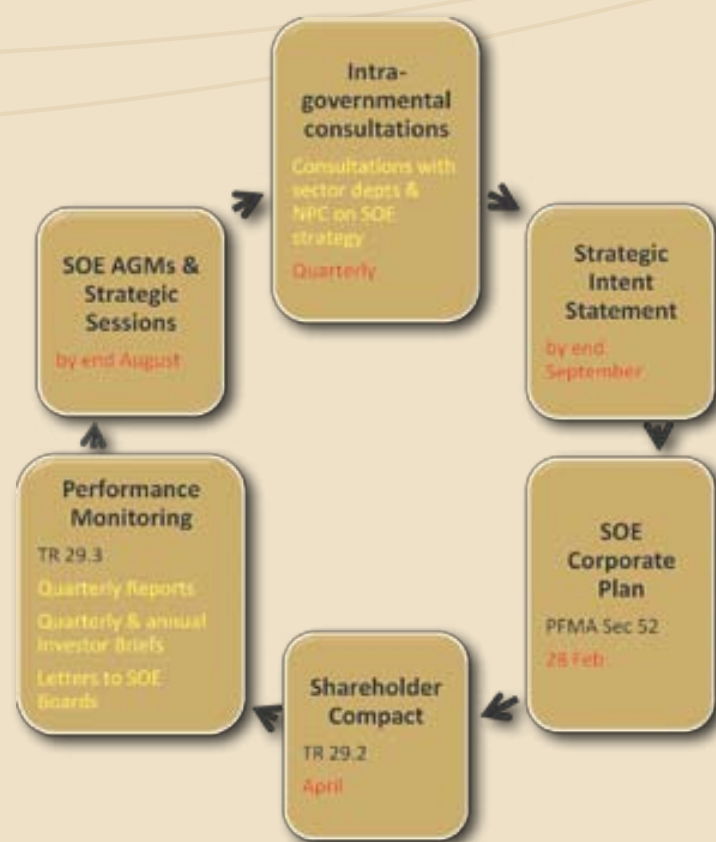 Intra-
governmental
consultations
Consultations with
sector depts &
NPC on SOE
strategy
Quarterly
Strategic
Intent
Statement
by end
September
SOE
Corporate
Plan
PFMA Sec 52
28 Feb
Shareholder
Compact
TR 29.2
April
Performance
Monitoring
TR 29.3
Quarterly Reports
Quarterly & annual
Investor Briefs
Letters to SOE
Boards
SOE AGMs &
Strategic
Sessions
by end August